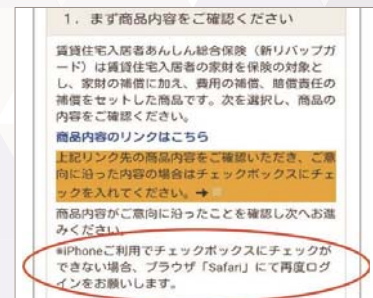 1. まず商品内容をご確認ください
賃貸住宅入居者あんしん総合保険（新リバップガ
ード）は賃貸住宅入居者の家財を保険の対象と
し、家財の補償に加え、費用の補償、賠償責任の
補償をセットした商品です。次を選択し、商品の
内容をご確認ください。
商品内容のリンクはこちら
上記リンク先の商品内容をご確認いただき、ご意
向に沿った内容の場合はチェックボックスにチェ
ックを入れてください。➔
商品内容がご意向に沿ったことを確認し次へお進
みください。
*iPhoneご利用でチェックボックスにチェックが
できない場合、ブラウザ「Safari」にて再度ログ
インをお願いします。